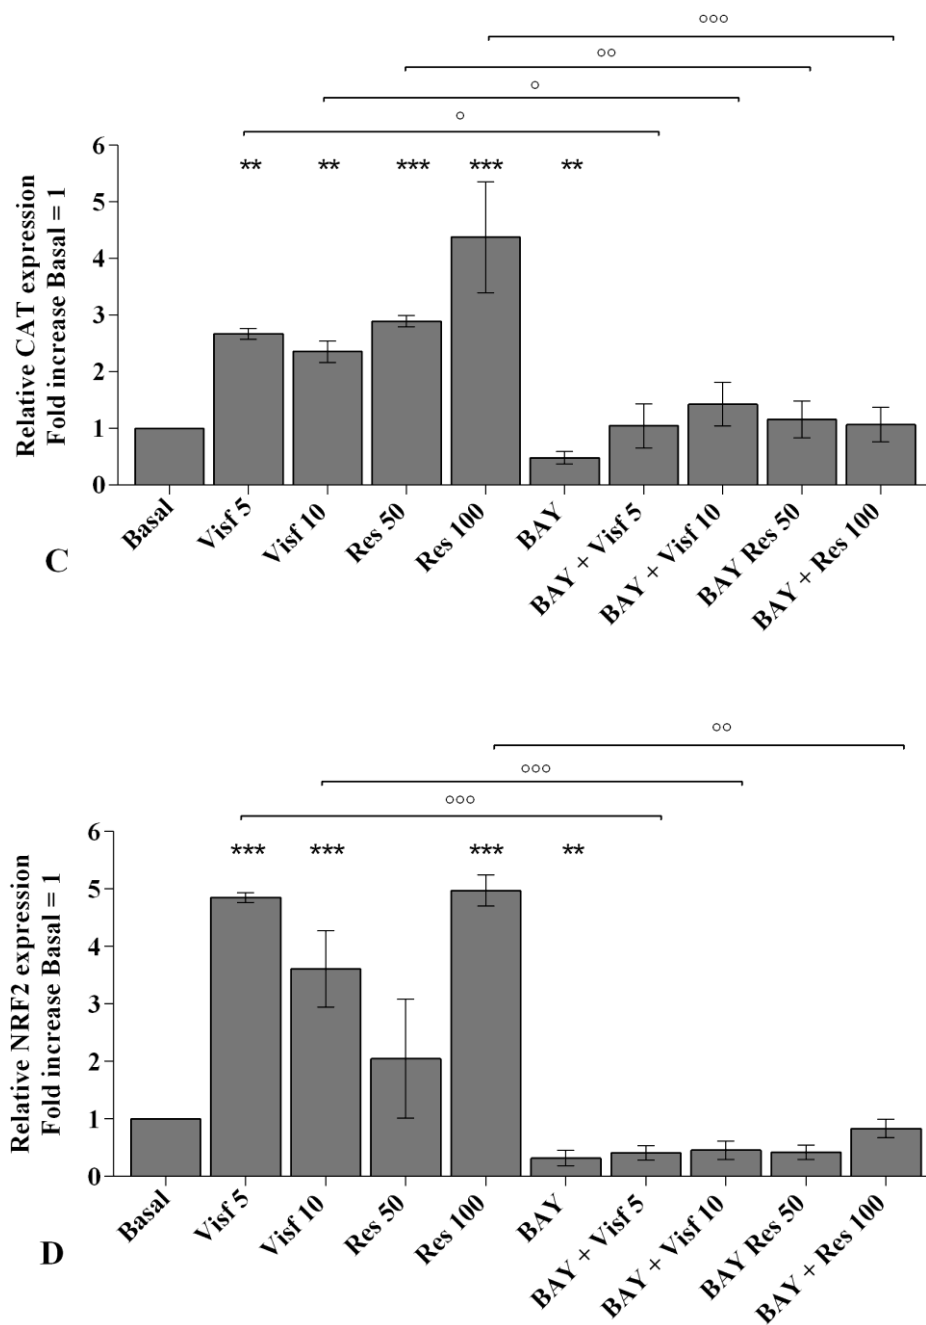 °°°
°°
°
°
** ** *** *** **
Relative CAT expression
Fold increase Basal = 1
6
5
4
3
2
1
0
Basal
Visf 5
Visf 10
Res 50
Res 100
BAY
BAY + Visf 5
BAY + Visf 10
BAY Res 50
BAY + Res 100
C
°°
°°°
°°°
*** *** *** **
Relative NRF2 expression
Fold increase Basal = 1
6
5
4
3
2
1
0
Basal
Visf 5
Visf 10
Res 50
Res 100
BAY
BAY + Visf 5
BAY + Visf 10
BAY Res 50
BAY + Res 100
D